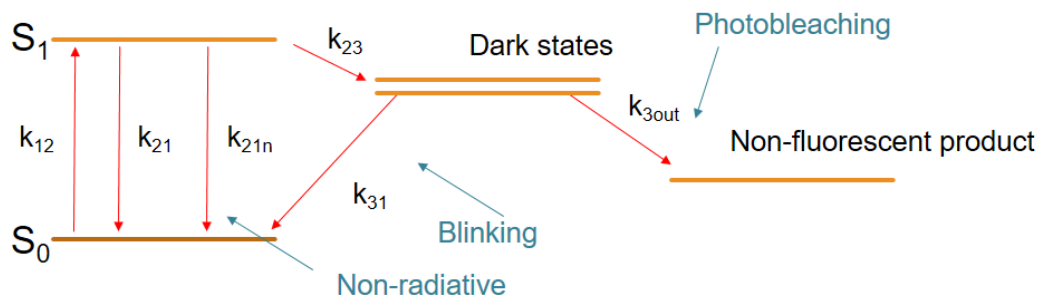 Photobleaching
S₁
k₂₃
Dark states
k₁₂
k₂₁
k₂₁ₙ
k₃ₒᵤₜ
Non-fluorescent product
k₃₁
Blinking
S₀
Non-radiative